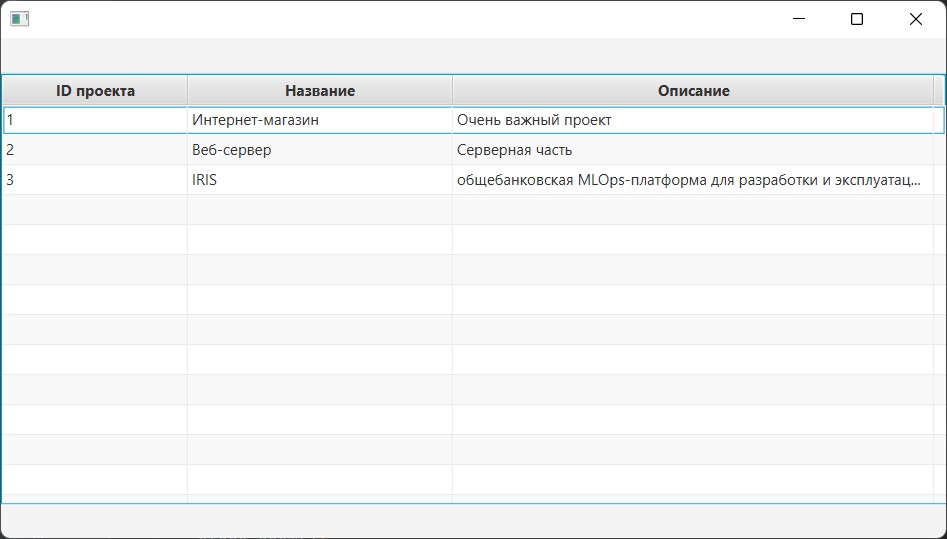 ID проекта Название Описание
1 Интернет-магазин Очень важный проект
2 Веб-сервер Серверная часть
3 IRIS общебанковская MLOps-платформа для разработки и эксплуатац...